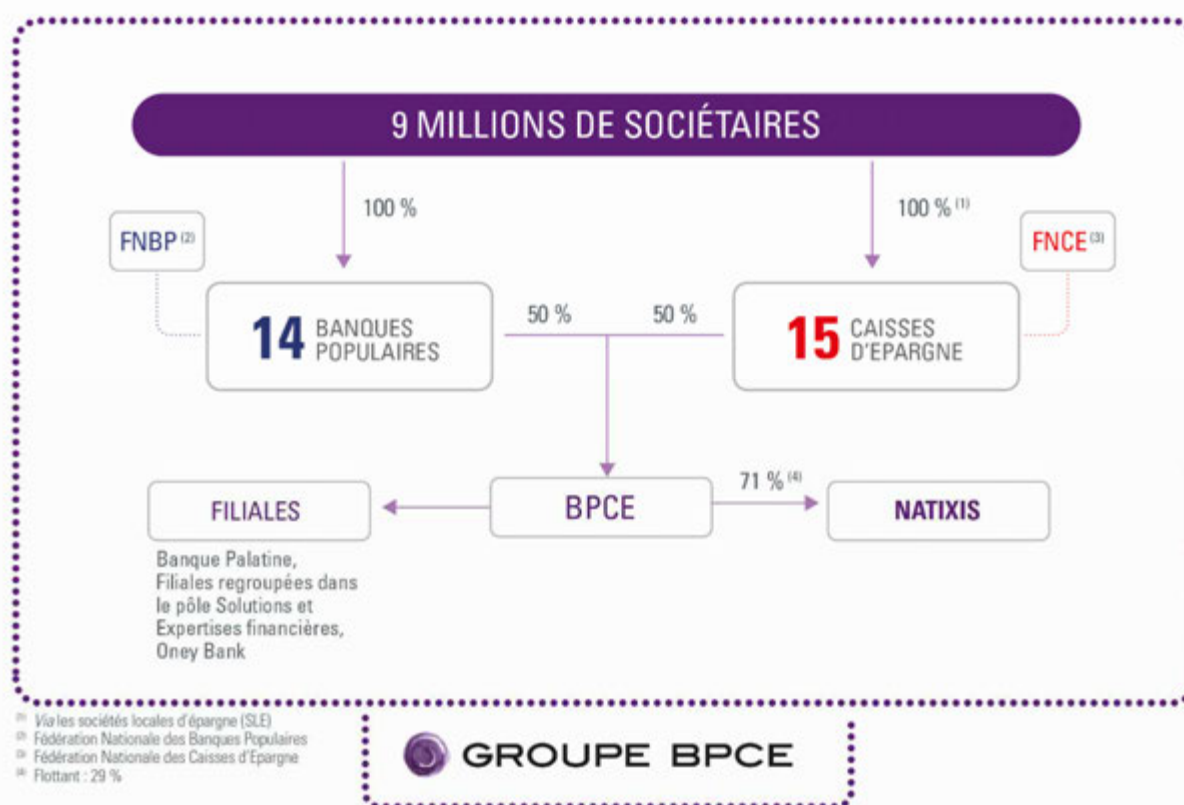 9 MILLIONS DE SOCIÉTAIRES
100 %
100 % (1)
FNBP (2)
FNCE (3)
14 BANQUES
POPULAIRES
50 %
50 %
15 CAISSES
D'EPARGNE
FILIALES
BPCE
71 % (4)
NATIXIS
Banque Palatine,
Filiales regroupées dans
le pôle Solutions et
Expertises financières,
Oney Bank
(1) Via les sociétés locales d'épargne (SLE)
(2) Fédération Nationale des Banques Populaires
(3) Fédération Nationale des Caisses d'Epargne
(4) Flottant : 29 %
GROUPE BPCE